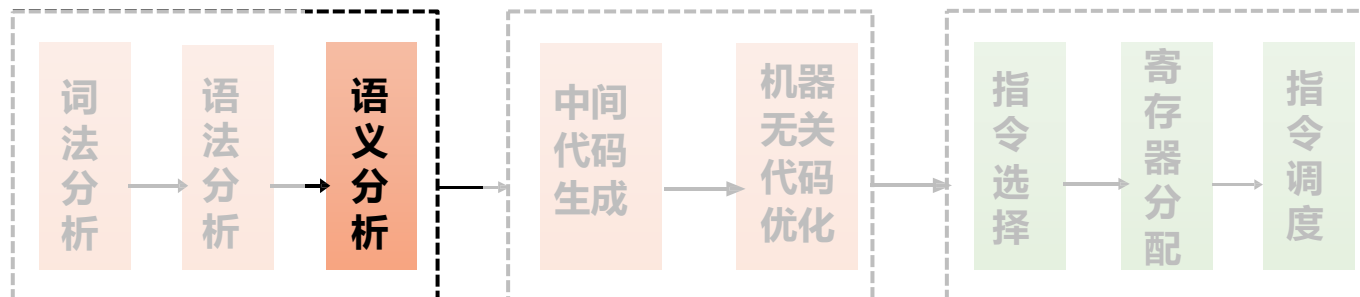 词法分析
语法分析
语义分析
中间
代码
生成
机器
无关
代码
优化
指令选择
寄存器分配
指令调度